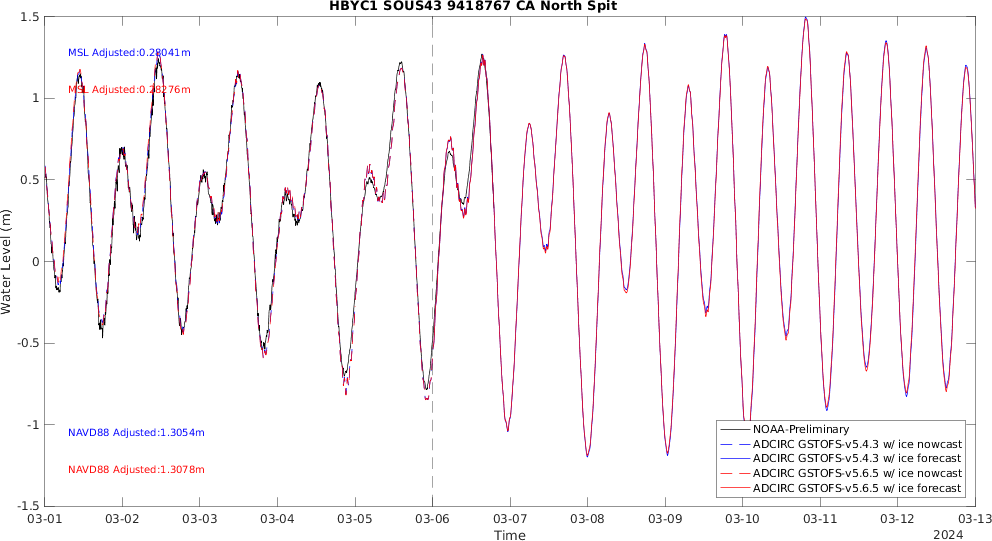 HBYC1 SOUS43 9418767 CA North Spit
1.5
1
0.5
0
-0.5
-1
-1.5
Water Level (m)
MSL Adjusted:0.28041m
MSL Adjusted:0.28276m
NAVD88 Adjusted:1.3054m
NAVD88 Adjusted:1.3078m
NOAA-Preliminary
ADCIRC GSTOFS-v5.4.3 w/ ice nowcast
ADCIRC GSTOFS-v5.4.3 w/ ice forecast
ADCIRC GSTOFS-v5.6.5 w/ ice nowcast
ADCIRC GSTOFS-v5.6.5 w/ ice forecast
03-01 03-02 03-03 03-04 03-05 03-06 03-07 03-08 03-09 03-10 03-11 03-12 03-13
Time
2024